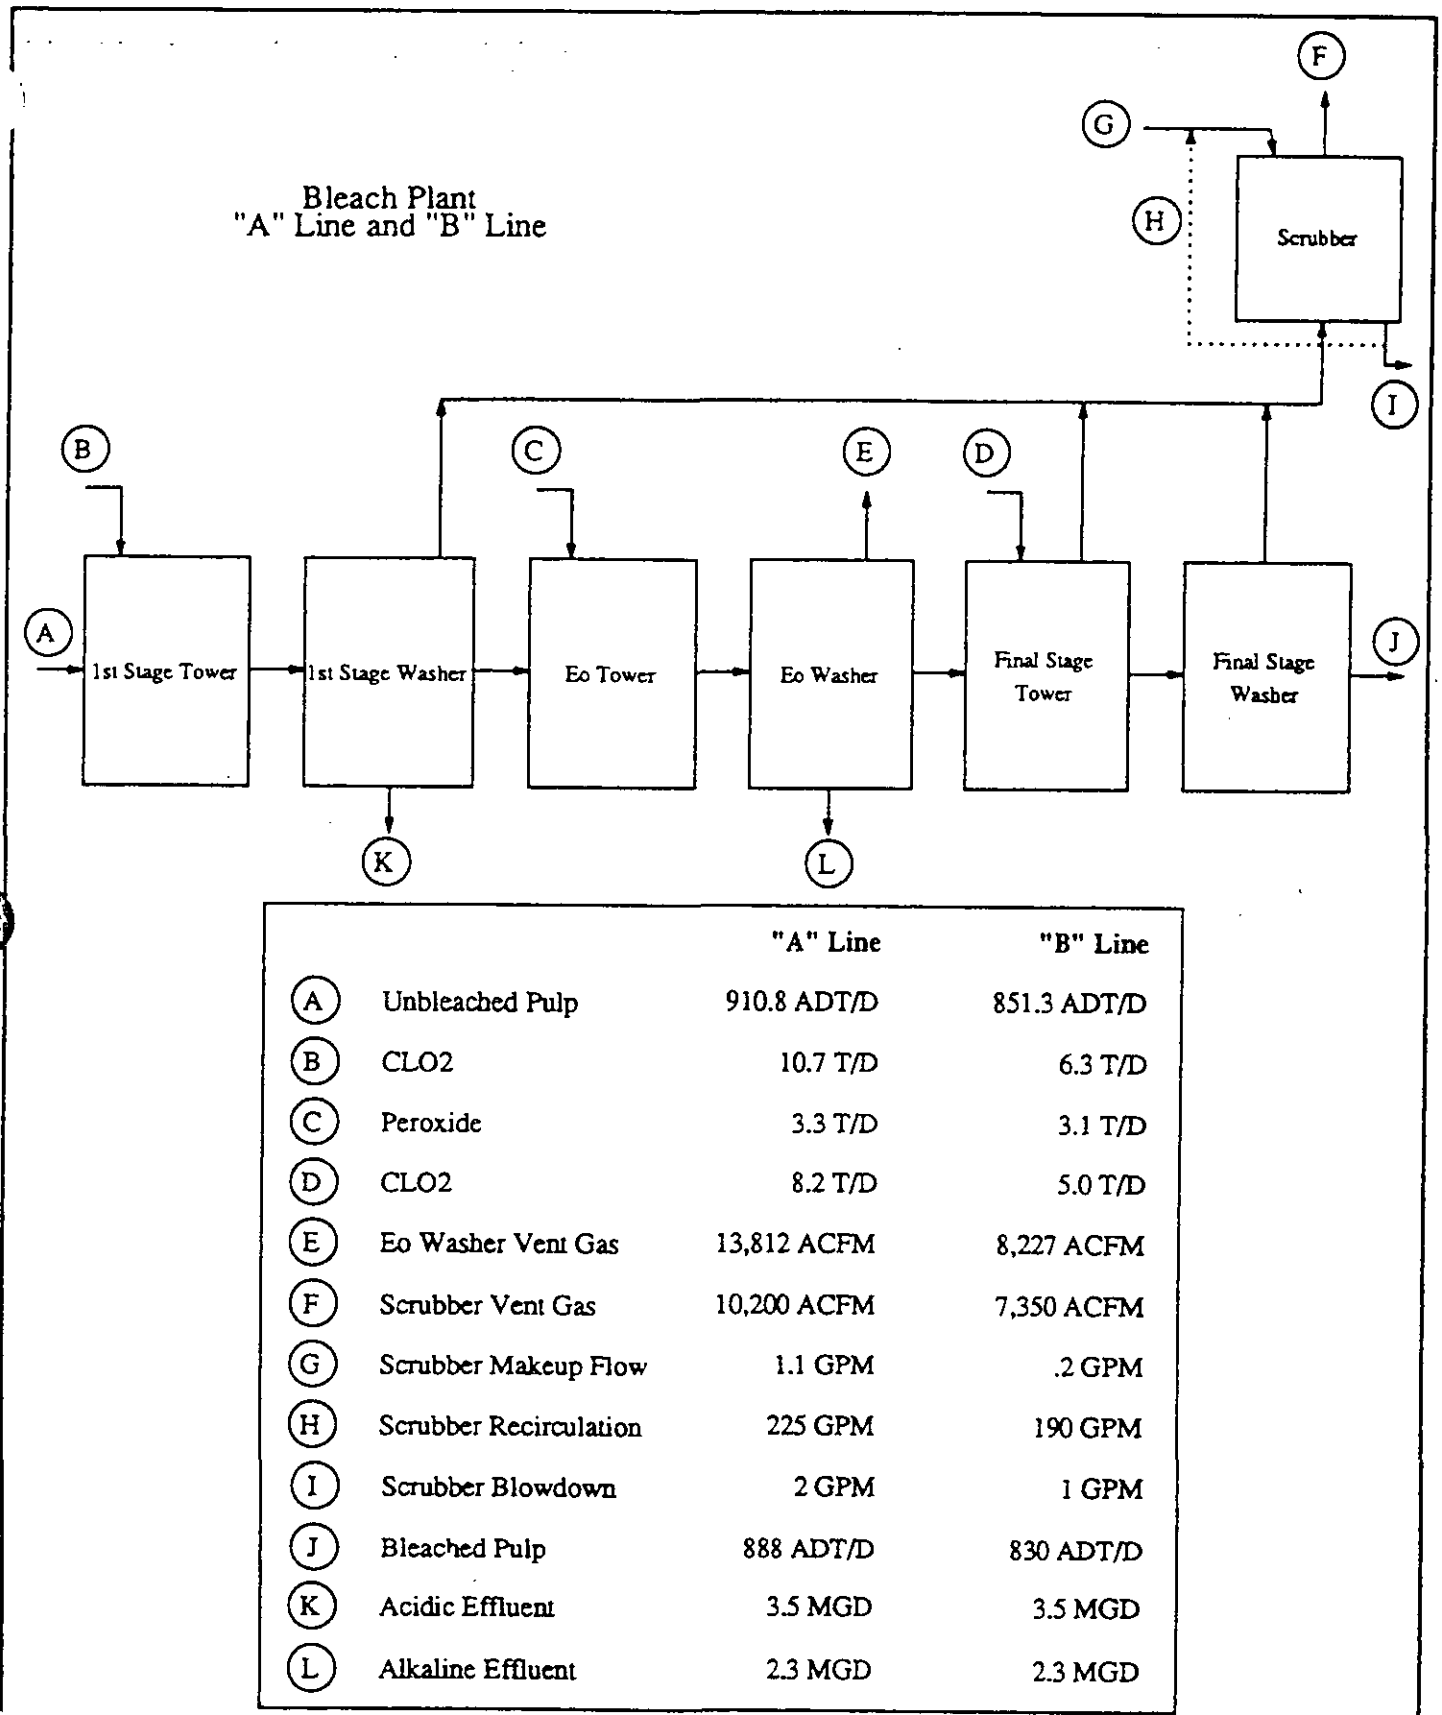 F
G
Bleach Plant
"A" Line and "B" Line
H
Scrubber
I
B
C
E
D
A
1st Stage Tower
1st Stage Washer
Eo Tower
Eo Washer
Final Stage
Tower
Final Stage
Washer
J
K
L
"A" Line "B" Line
A Unbleached Pulp 910.8 ADT/D 851.3 ADT/D
B CLO2 10.7 T/D 6.3 T/D
C Peroxide 3.3 T/D 3.1 T/D
D CLO2 8.2 T/D 5.0 T/D
E Eo Washer Vent Gas 13,812 ACFM 8,227 ACFM
F Scrubber Vent Gas 10,200 ACFM 7,350 ACFM
G Scrubber Makeup Flow 1.1 GPM .2 GPM
H Scrubber Recirculation 225 GPM 190 GPM
I Scrubber Blowdown 2 GPM 1 GPM
J Bleached Pulp 888 ADT/D 830 ADT/D
K Acidic Effluent 3.5 MGD 3.5 MGD
L Alkaline Effluent 2.3 MGD 2.3 MGD